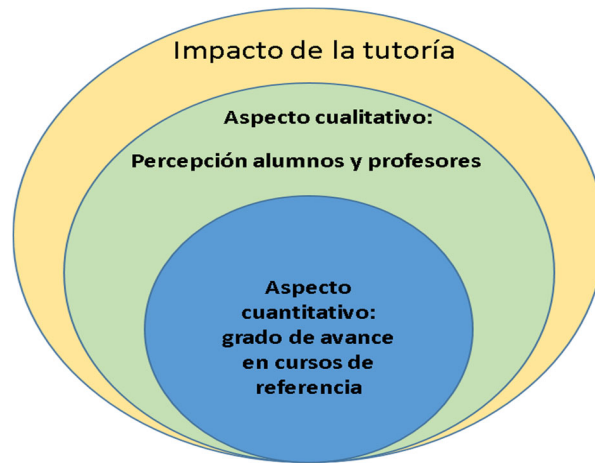 Impacto de la tutoría
Aspecto cualitativo:
Percepción alumnos y profesores
Aspecto
cuantitativo:
grado de avance
en cursos de
referencia